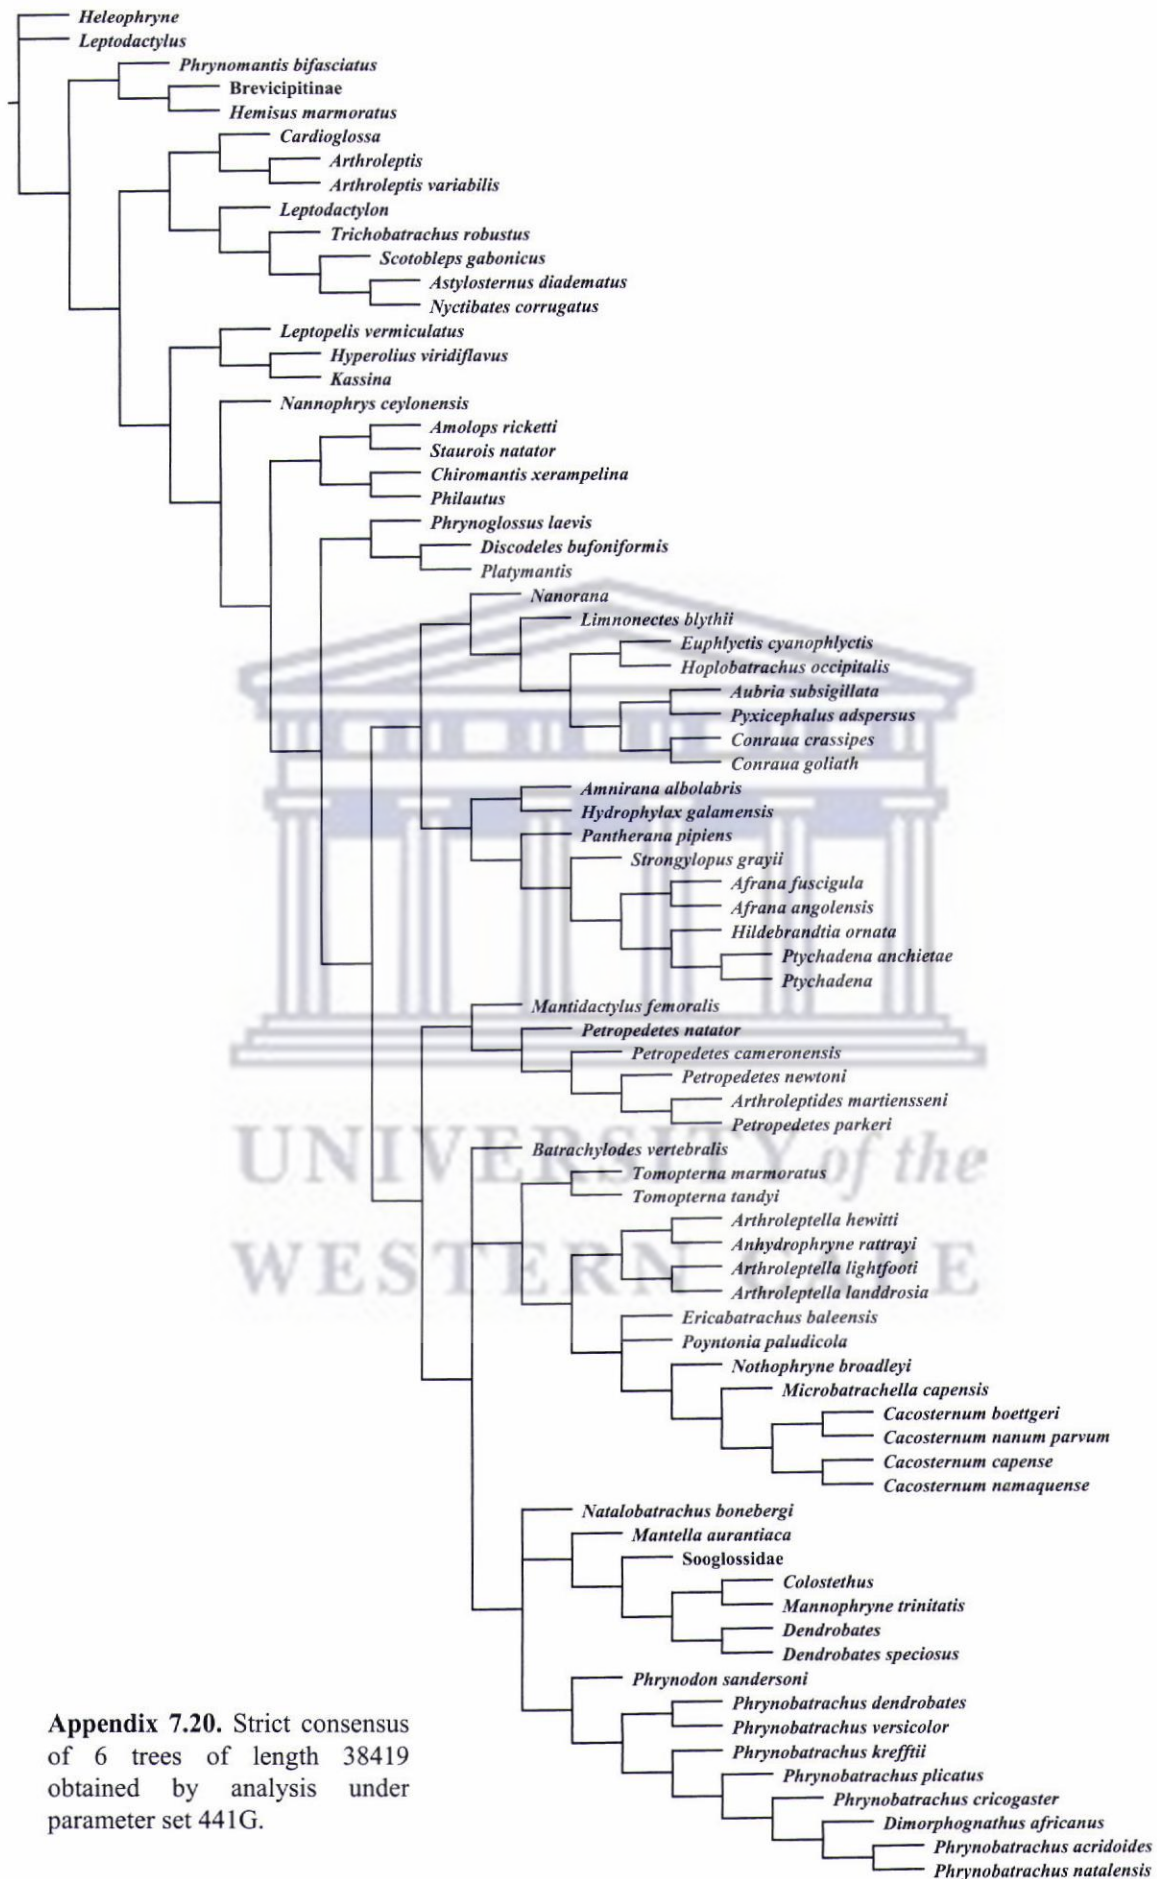 Heleophryne
Leptodactylus
Phrynomantis bifasciatus
Brevicipitinae
Hemisus marmoratus
Cardioglossa
Arthroleptis
Arthroleptis variabilis
Leptodactylon
Trichobatrachus robustus
Scotobleps gabonicus
Astylosternus diadematus
Nyctibates corrugatus
Leptopelis vermiculatus
Hyperolius viridiflavus
Kassina
Nannophrys ceylonensis
Amolops ricketti
Staurois natator
Chiromantis xerampelina
Philautus
Phrynoglossus laevis
Discodeles bufoniformis
Platymantis
Nanorana
Limnonectes blythii
Euphlyctis cyanophlyctis
Hoplobatrachus occipitalis
Aubria subsigillata
Pyxicephalus adspersus
Conraua crassipes
Conraua goliath
Amnirana albolabris
Hydrophylax galamensis
Pantherana pipiens
Strongylopus grayii
Afrana fuscigula
Afrana angolensis
Hildebrandtia ornata
Ptychadena anchietae
Ptychadena
Mantidactylus femoralis
Petropedetes natator
Petropedetes cameronensis
Petropedetes newtoni
Arthroleptides martiensseni
Petropedetes parkeri
UNIVERSITY of the
Batrachylodes vertebralis
Tomopterna marmoratus
Tomopterna tandyi
Arthroleptella hewitti
Anhydrophryne rattrayi
WESTERN CAPE
Arthroleptella lightfooti
Arthroleptella landdrosia
Ericabatrachus baleensis
Poyntonia paludicola
Nothophryne broadleyi
Microbatrachella capensis
Cacosternum boettgeri
Cacosternum nanum parvum
Cacosternum capense
Cacosternum namaquense
Natalobatrachus bonebergi
Mantella aurantiaca
Sooglossidae
Colostethus
Mannophryne trinitatis
Dendrobates
Dendrobates speciosus
Phrynodon sandersoni
Phrynobatrachus dendrobates
Phrynobatrachus versicolor
Phrynobatrachus krefftii
Phrynobatrachus plicatus
Phrynobatrachus cricogaster
Dimorphognathus africanus
Phrynobatrachus acridoides
Phrynobatrachus natalensis
Appendix 7.20. Strict consensus
of 6 trees of length 38419
obtained by analysis under
parameter set 441G.